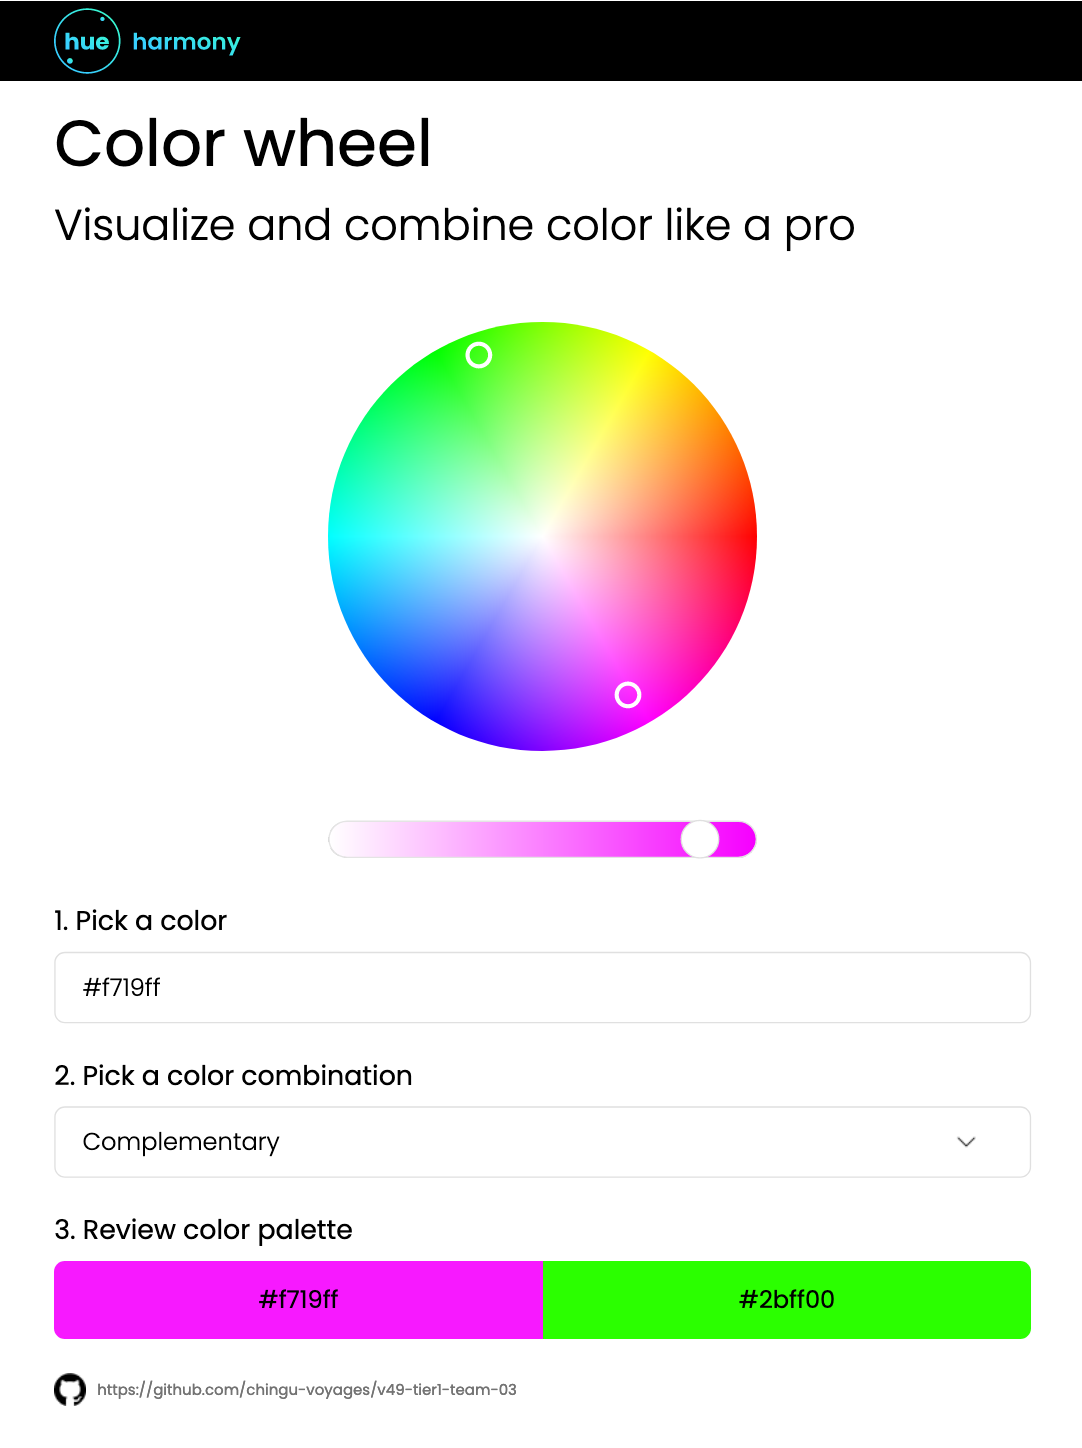 hue harmony
Color wheel
Visualize and combine color like a pro
1. Pick a color
#f719ff
2. Pick a color combination
Complementary
3. Review color palette
#f719ff #2bff00
https://github.com/chingu-voyages/v49-tier1-team-03